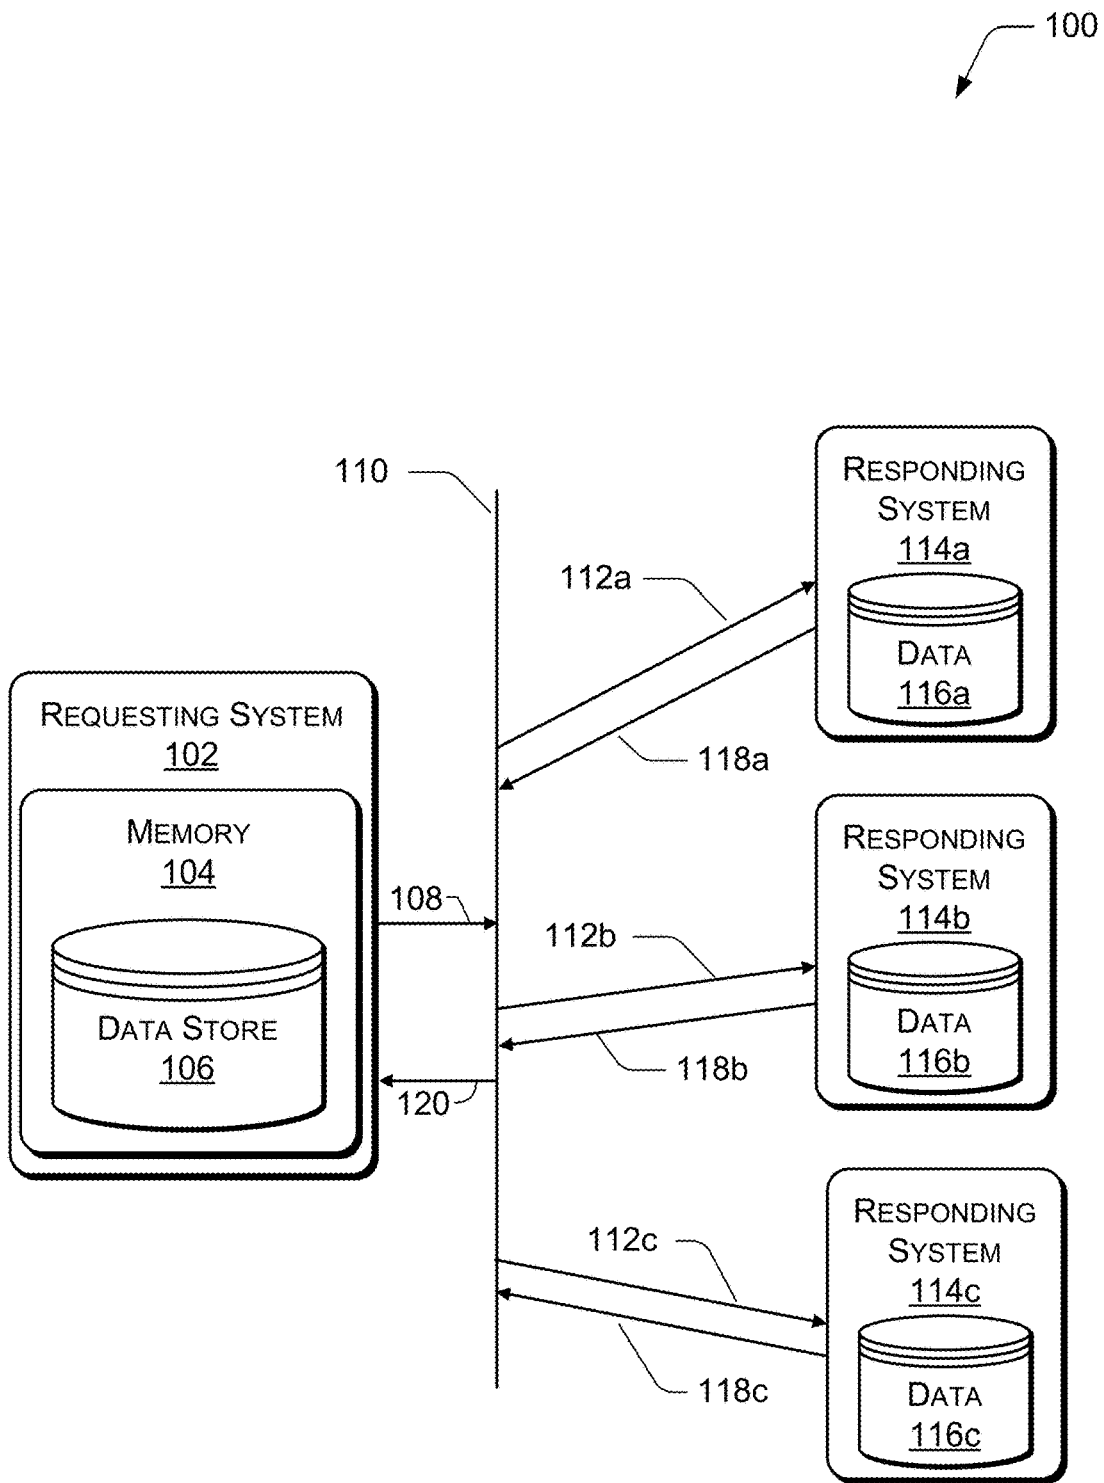 100
110
RESPONDING
SYSTEM
114a
DATA
116a
112a
118a
REQUESTING SYSTEM
102
MEMORY
104
DATA STORE
106
108
120
RESPONDING
SYSTEM
114b
DATA
116b
112b
118b
RESPONDING
SYSTEM
114c
DATA
116c
112c
118c